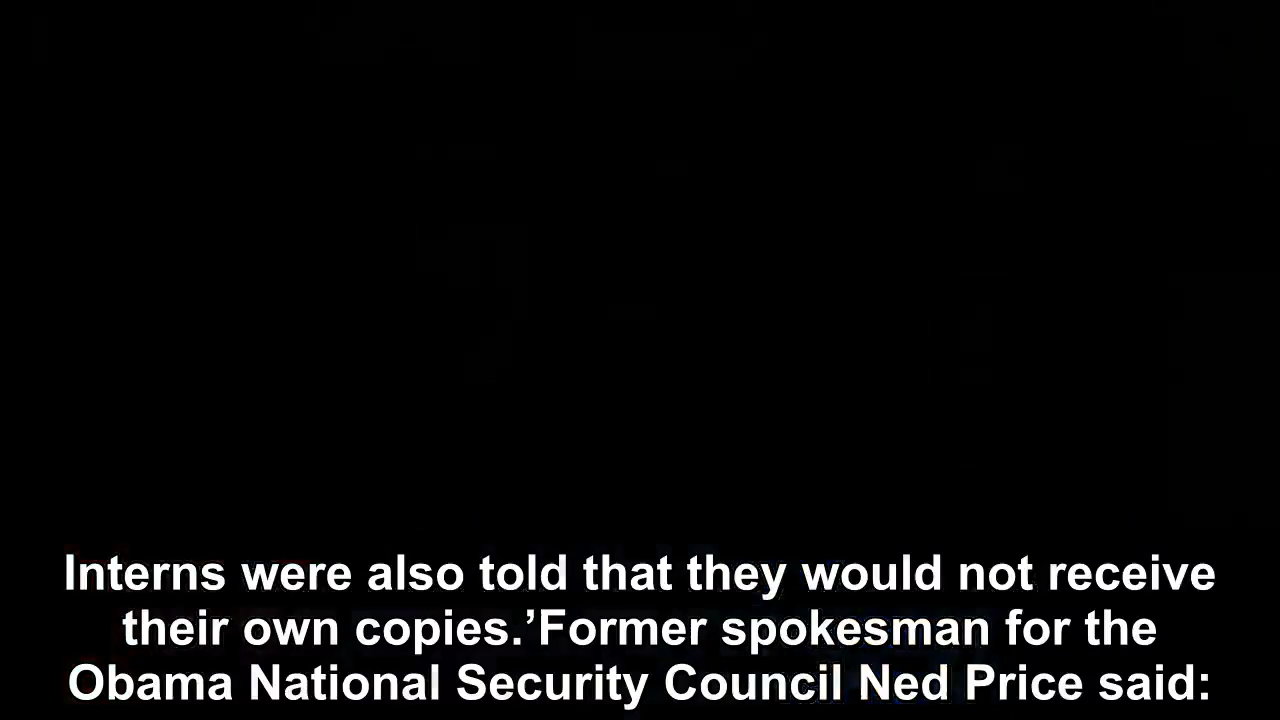 Interns were also told that they would not receive
their own copies.’Former spokesman for the
Obama National Security Council Ned Price said: